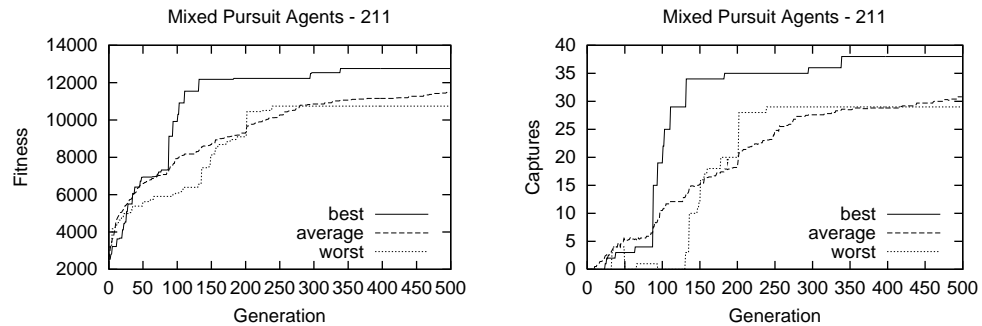 Mixed Pursuit Agents - 211
14000
12000
10000
8000
6000
4000
2000
Fitness
best
average
worst
0 50 100 150 200 250 300 350 400 450 500
Generation
Mixed Pursuit Agents - 211
40
35
30
25
20
15
10
5
0
Captures
best
average
worst
0 50 100 150 200 250 300 350 400 450 500
Generation